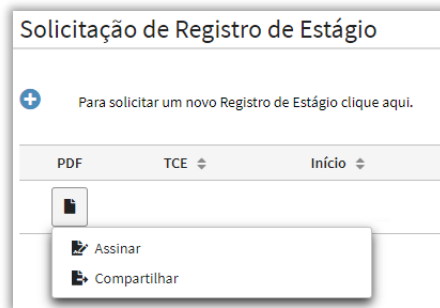 Solicitação de Registro de Estágio
Para solicitar um novo Registro de Estágio clique aqui.
PDF TCE Início
Assinar
Compartilhar